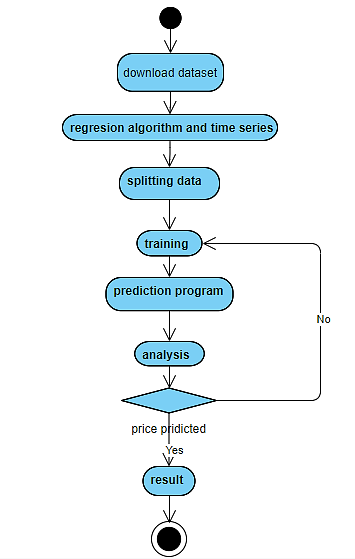 download dataset
regresion algorithm and time series
splitting data
training
prediction program
No
analysis
price pridicted
Yes
result